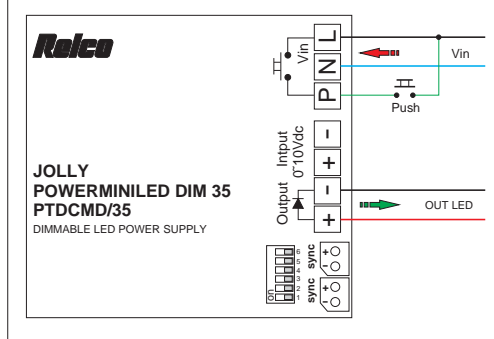 Relco
JOLLY
POWERMINILED DIM 35
PTDCMD/35
DIMMABLE LED POWER SUPPLY
Vin
L
N
P
Vin
Push
Intput
0~10Vdc
-
+
Output
-
+
OUT LED
on
6
5
4
3
2
1
sync
+
-
sync
+
-